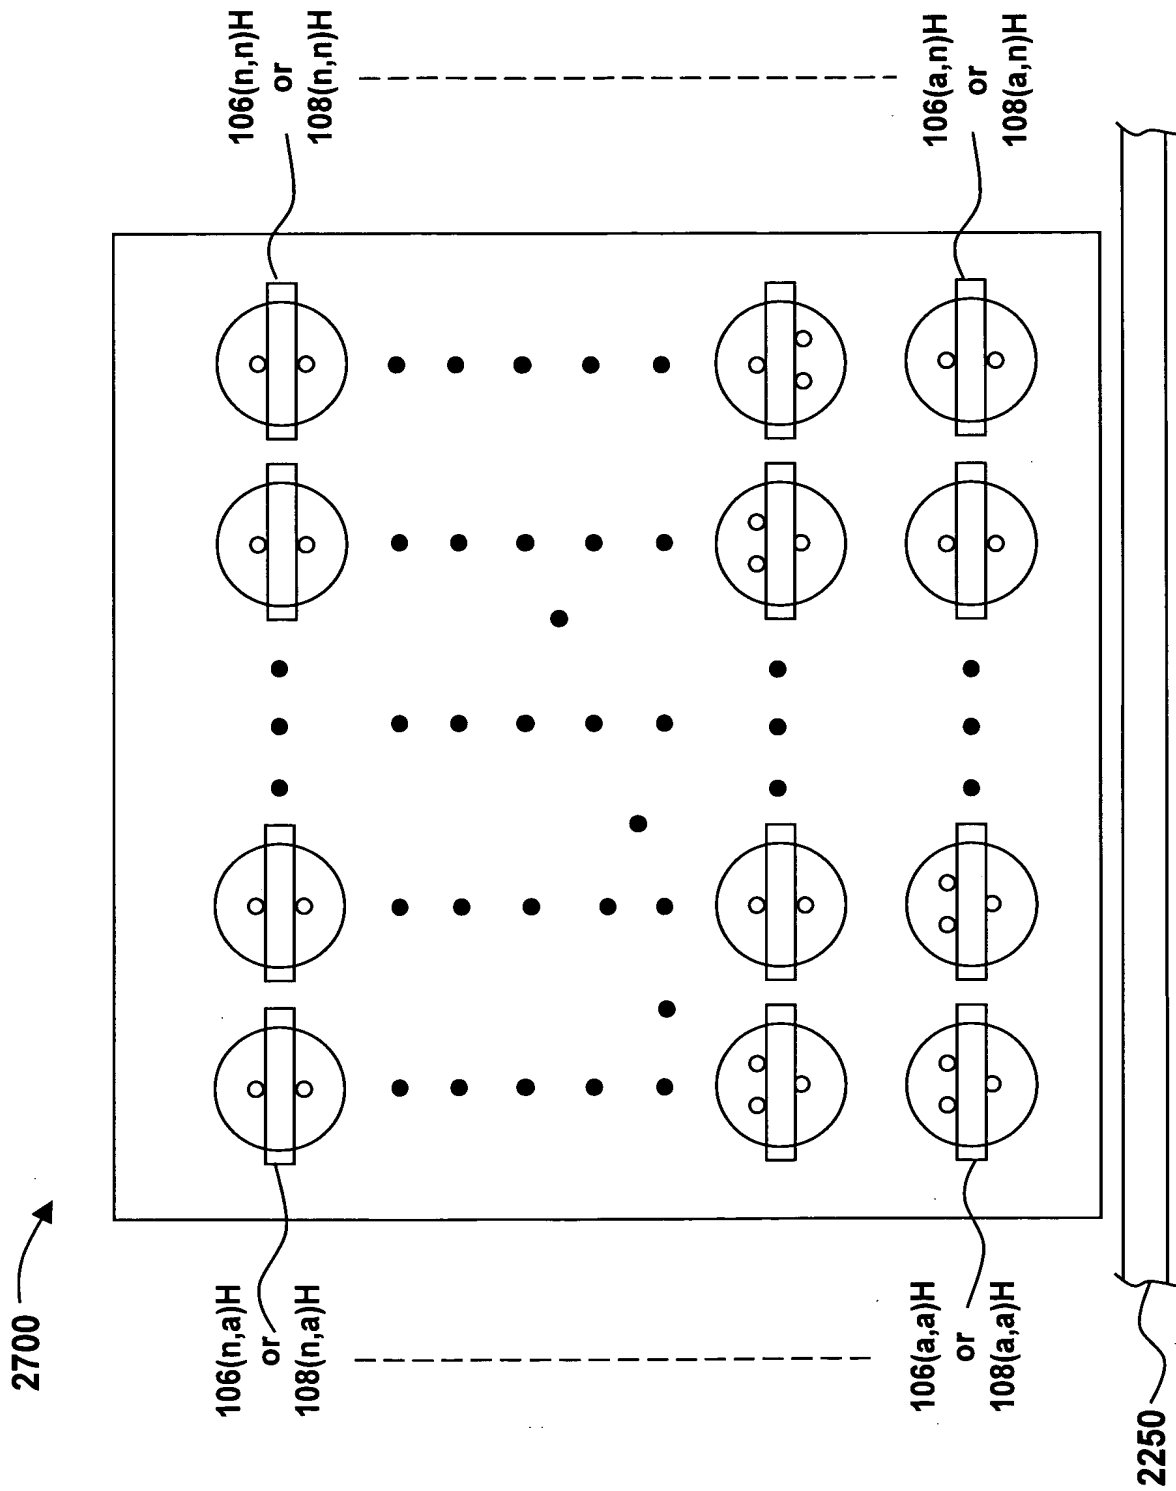 2700
106(n,a)H
or
108(n,a)H
106(n,n)H
or
108(n,n)H
106(a,a)H
or
108(a,a)H
106(a,n)H
or
108(a,n)H
2250